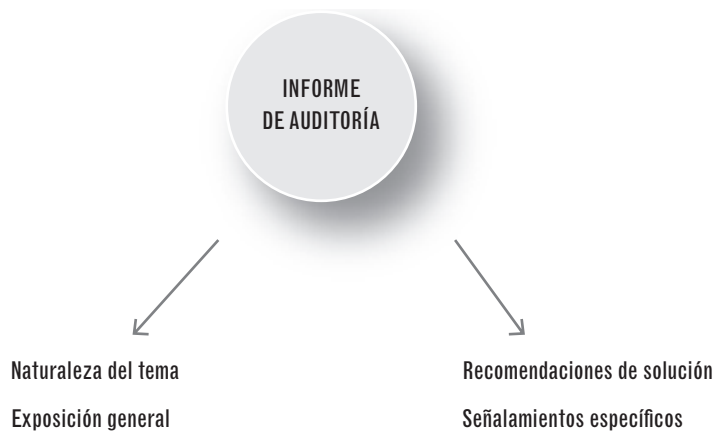 INFORME
DE AUDITORÍA
Naturaleza del tema
Exposición general
Recomendaciones de solución
Señalamientos específicos